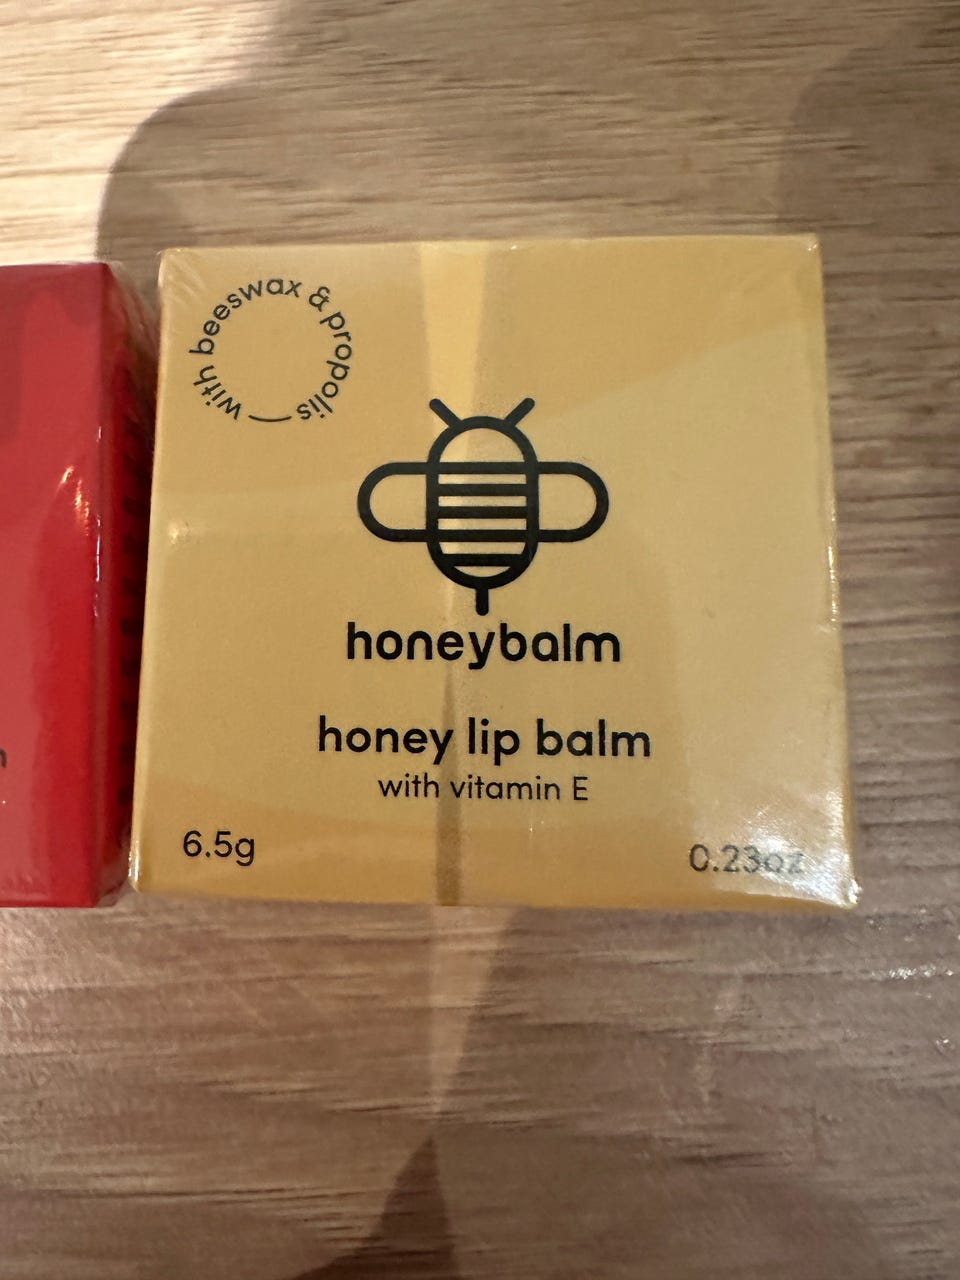 with beeswax & propolis —
honeybalm
honey lip balm
with vitamin E
6.5g
0.23oz